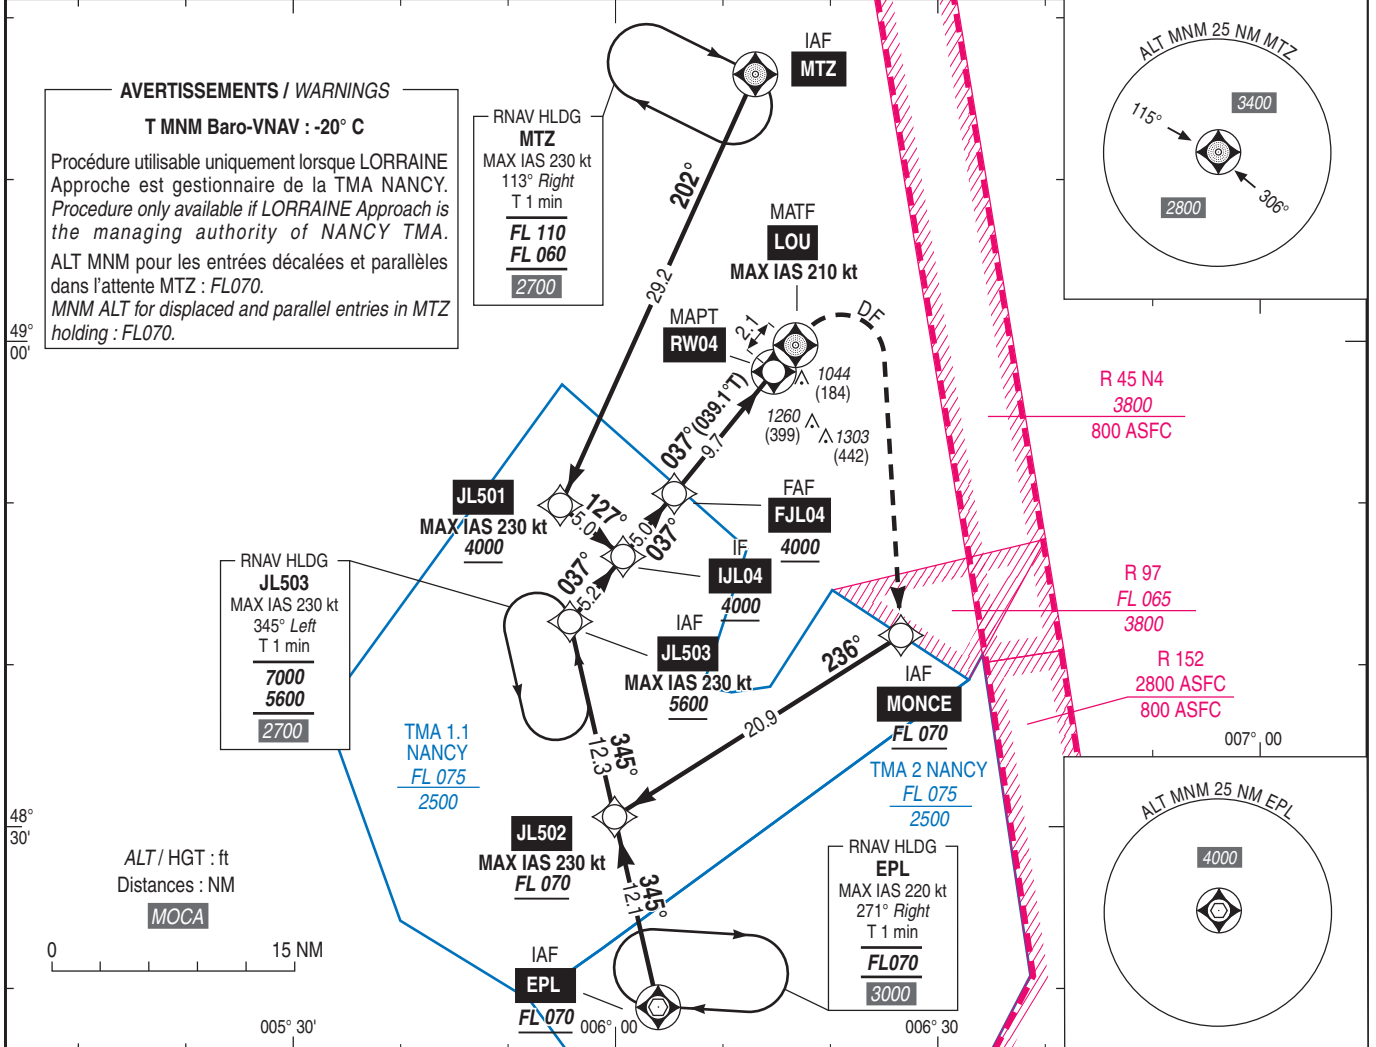 AVERTISSEMENTS / WARNINGS
T MNM Baro-VNAV : -20° C
Procédure utilisable uniquement lorsque LORRAINE
Approche est gestionnaire de la TMA NANCY.
Procedure only available if LORRAINE Approach is
the managing authority of NANCY TMA.
ALT MNM pour les entrées décalées et parallèles
dans l'attente MTZ : FL070.
MNM ALT for displaced and parallel entries in MTZ
holding : FL070.
RNAV HLDG
MTZ
MAX IAS 230 kt
113° Right
T 1 min
FL 110
FL 060
2700
IAF
MTZ
202°
29.2
MATF
LOU
MAX IAS 210 kt
MAPT
RW04
2.1
DF
1044
(184)
1260
(399)
1303
(442)
037° (039.1°T)
9.7
ALT MNM 25 NM MTZ
3400
115°
306°
2800
49°
00'
R 45 N4
3800
800 ASFC
JL501
MAX IAS 230 kt
4000
127°
5.0
5.0
037°
FAF
FJL04
4000
IF
IJL04
4000
037°
5.2
IAF
JL503
MAX IAS 230 kt
5600
RNAV HLDG
JL503
MAX IAS 230 kt
345° Left
T 1 min
7000
5600
2700
R 97
FL 065
3800
R 152
2800 ASFC
800 ASFC
236°
20.9
IAF
MONCE
FL 070
TMA 1.1
NANCY
FL 075
2500
345°
12.3
TMA 2 NANCY
FL 075
2500
007° 00
48°
30'
JL502
MAX IAS 230 kt
FL 070
345°
12.1
RNAV HLDG
EPL
MAX IAS 220 kt
271° Right
T 1 min
FL070
3000
ALT MNM 25 NM EPL
4000
ALT / HGT : ft
Distances : NM
MOCA
0 15 NM
IAF
EPL
FL 070
005° 30'
006° 00
006° 30